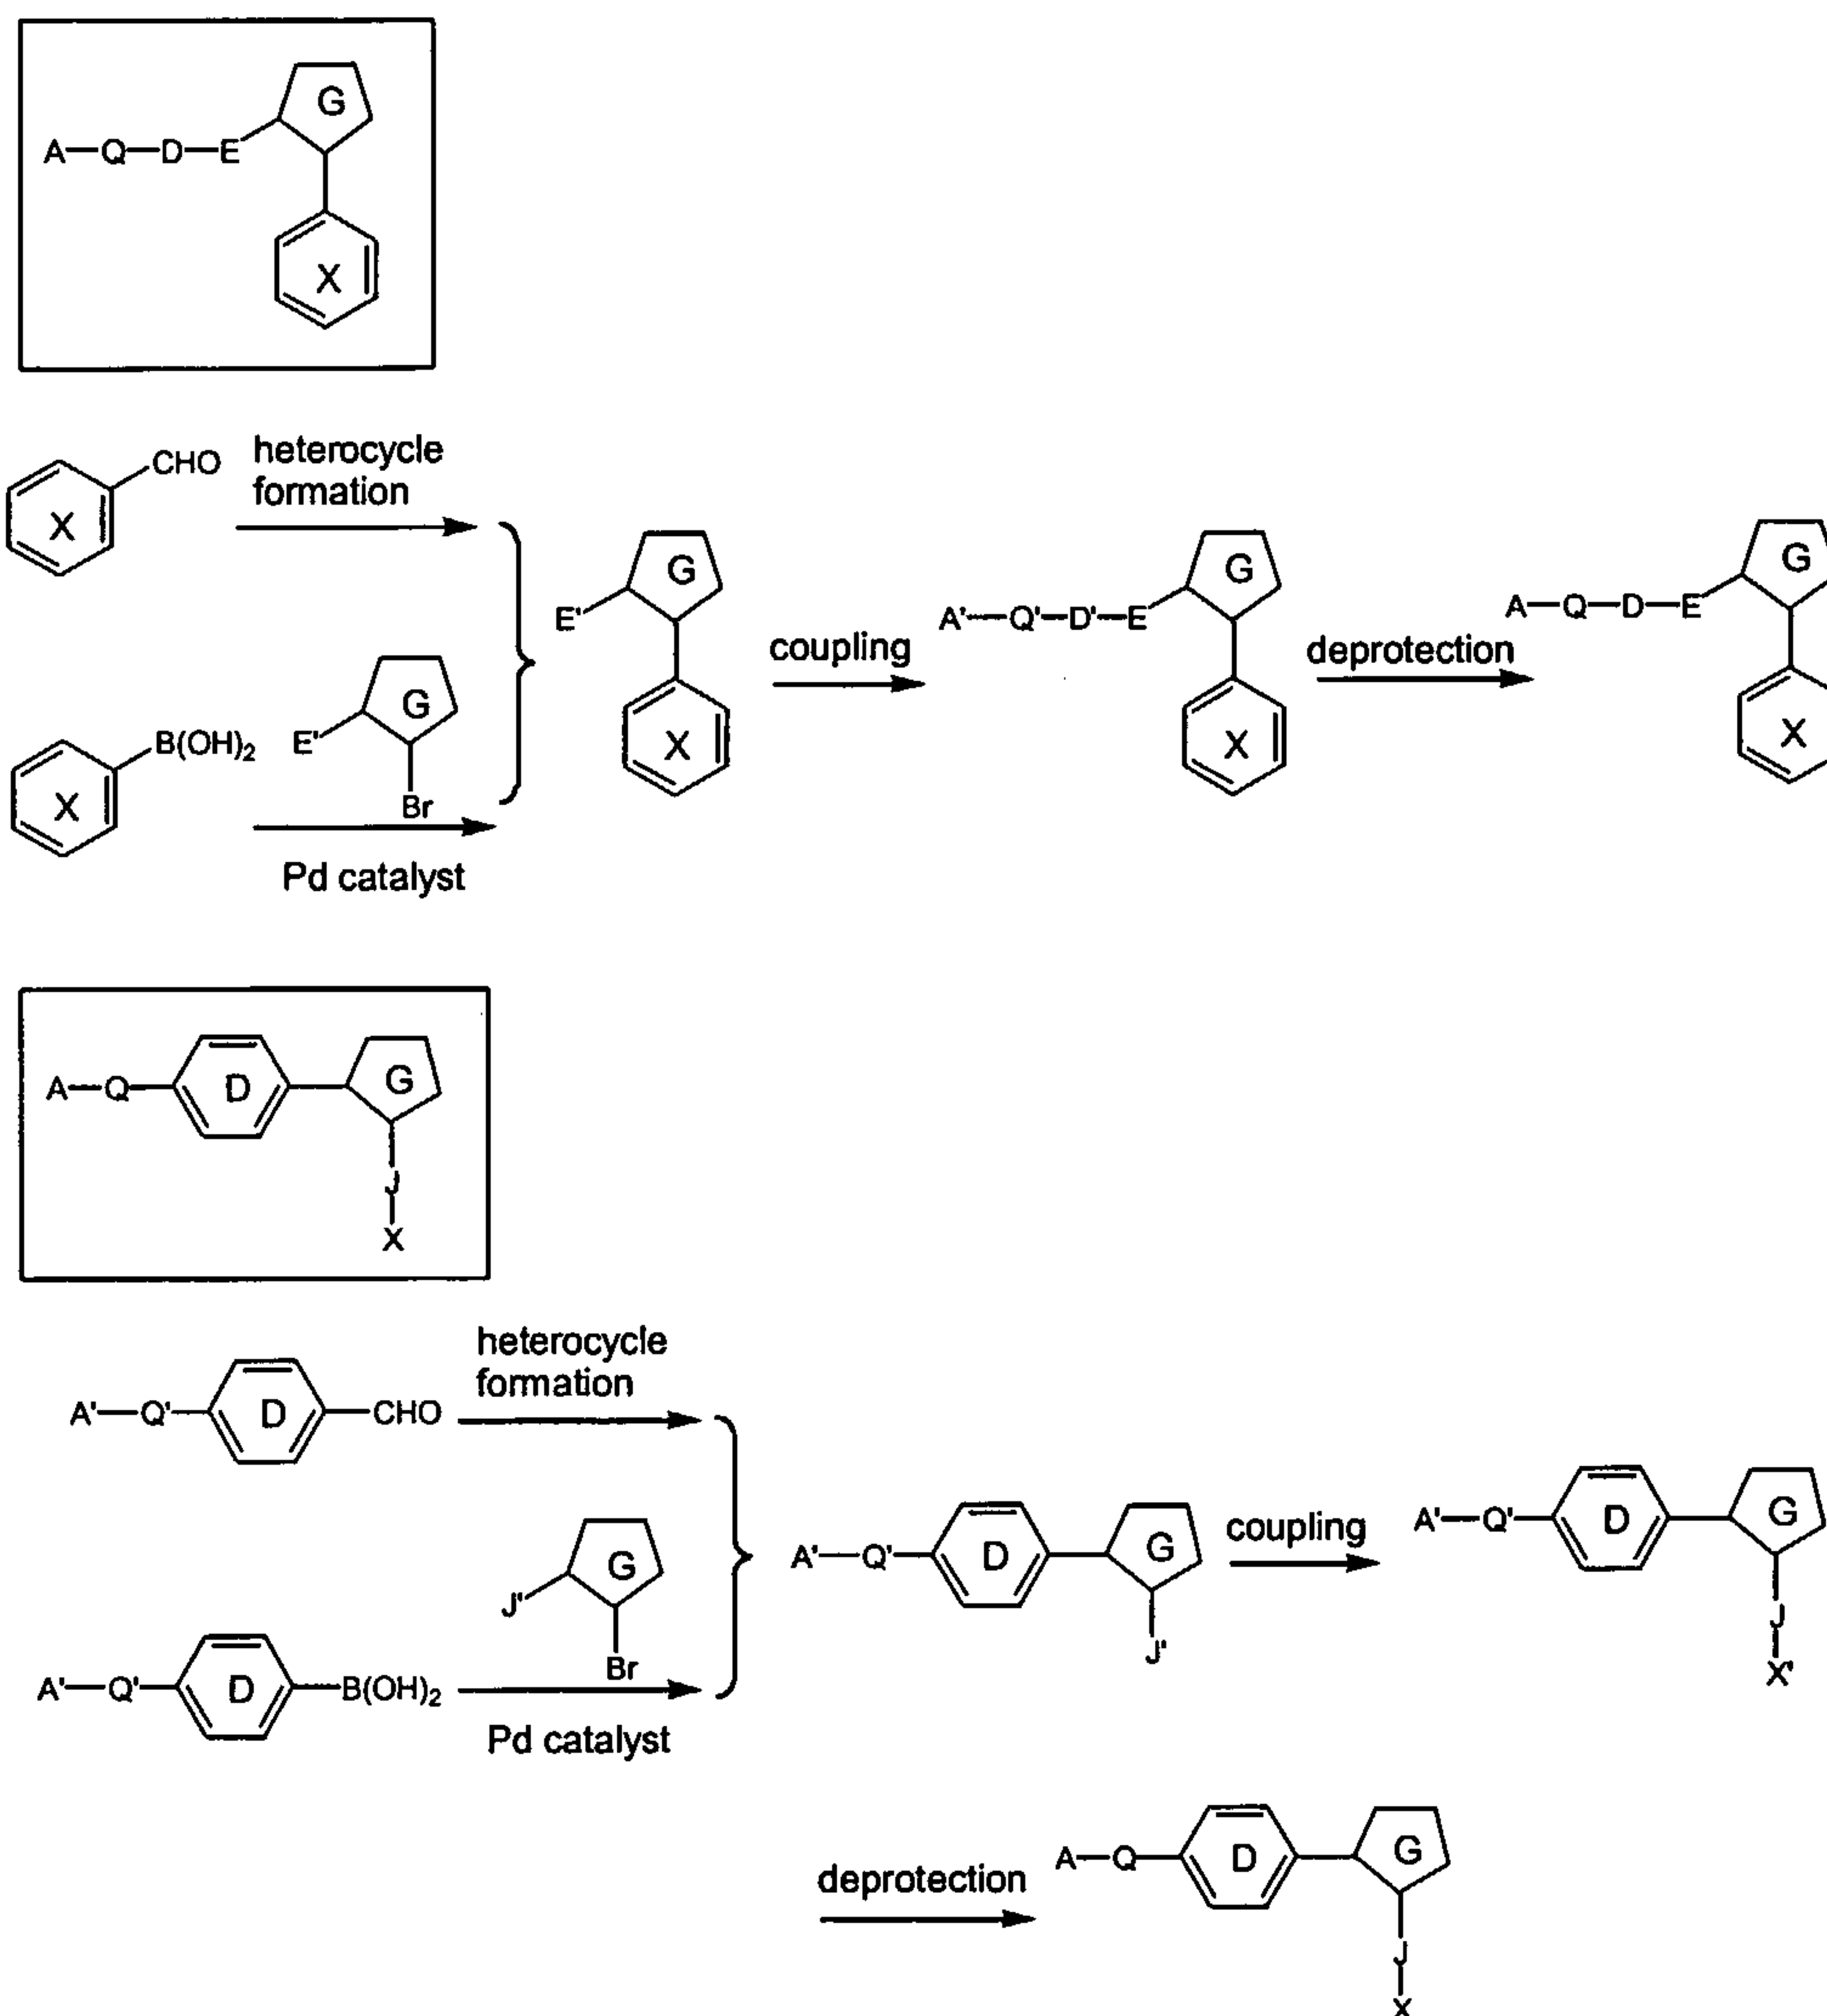 G
A—Q—D—E
X
CHO
heterocycle
formation
X
G
E'
X
coupling
G
A'—Q'—D'—E
X
deprotection
G
A—Q—D—E
X
G
E'
Br
B(OH)2
X
Pd catalyst
A—Q
D
G
J
X
heterocycle
formation
A'—Q'
D
CHO
G
J'
Br
A'—Q'
D
B(OH)2
Pd catalyst
A'—Q'
D
G
J'
coupling
A'—Q'
D
G
J
X'
deprotection
A—Q
D
G
J
X